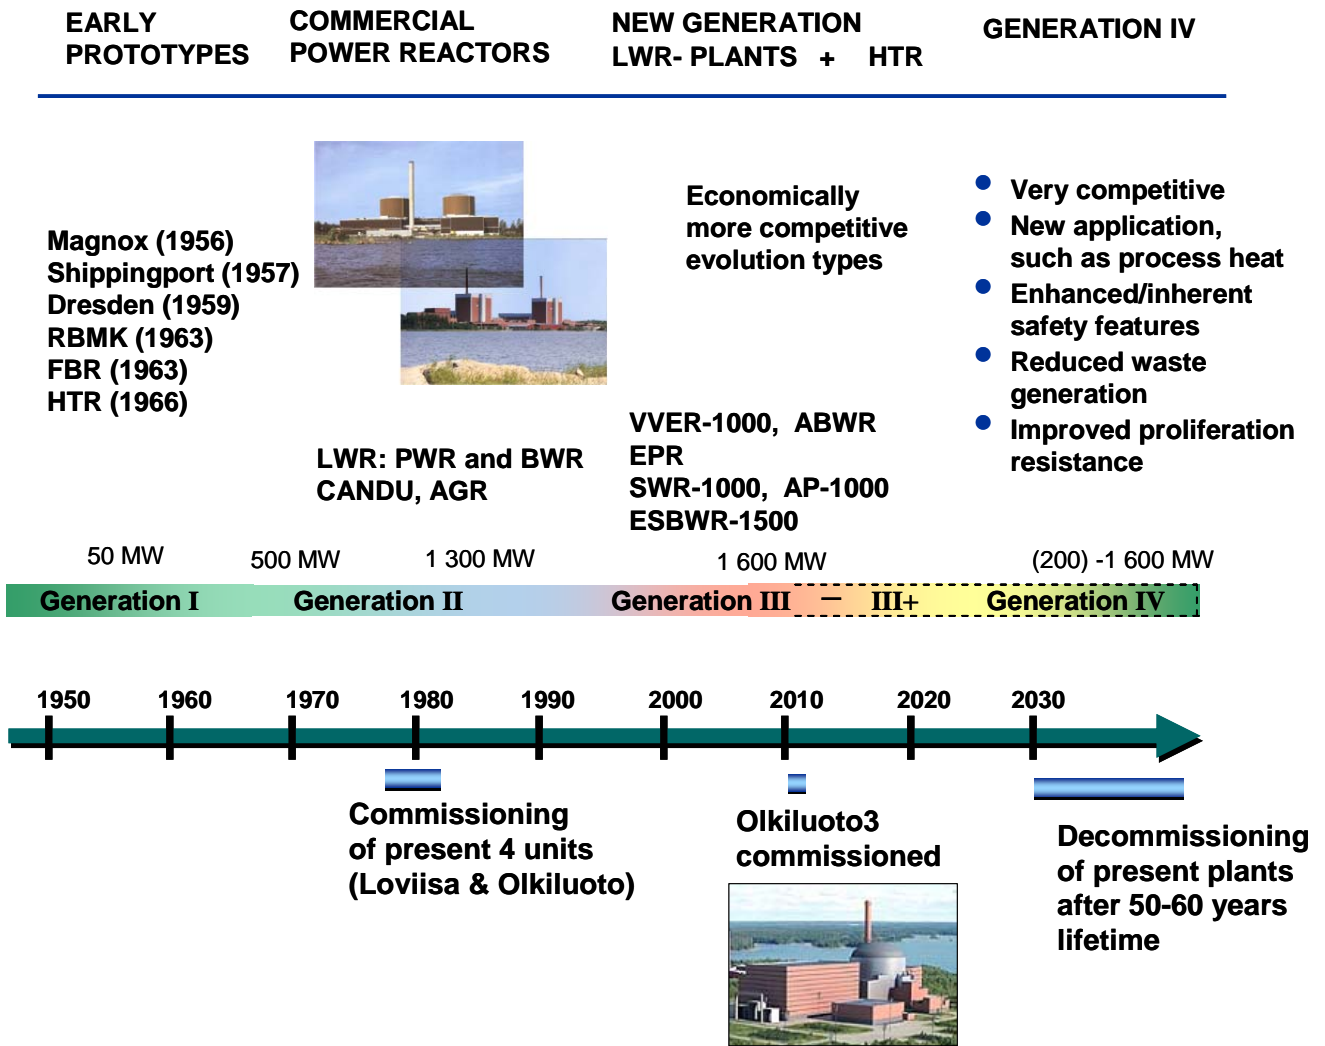 EARLY
PROTOTYPES
COMMERCIAL
POWER REACTORS
NEW GENERATION
LWR- PLANTS + HTR
GENERATION IV
Magnox (1956)
Shippingport (1957)
Dresden (1959)
RBMK (1963)
FBR (1963)
HTR (1966)
LWR: PWR and BWR
CANDU, AGR
Economically
more competitive
evolution types
VVER-1000, ABWR
EPR
SWR-1000, AP-1000
ESBWR-1500
• Very competitive
• New application,
such as process heat
• Enhanced/inherent
safety features
• Reduced waste
generation
• Improved proliferation
resistance
50 MW
500 MW
1 300 MW
1 600 MW
(200) -1 600 MW
Generation I
Generation II
Generation III – III+
Generation IV
1950 1960 1970 1980 1990 2000 2010 2020 2030
Commissioning
of present 4 units
(Loviisa & Olkiluoto)
Olkiluoto3
commissioned
Decommissioning
of present plants
after 50-60 years
lifetime